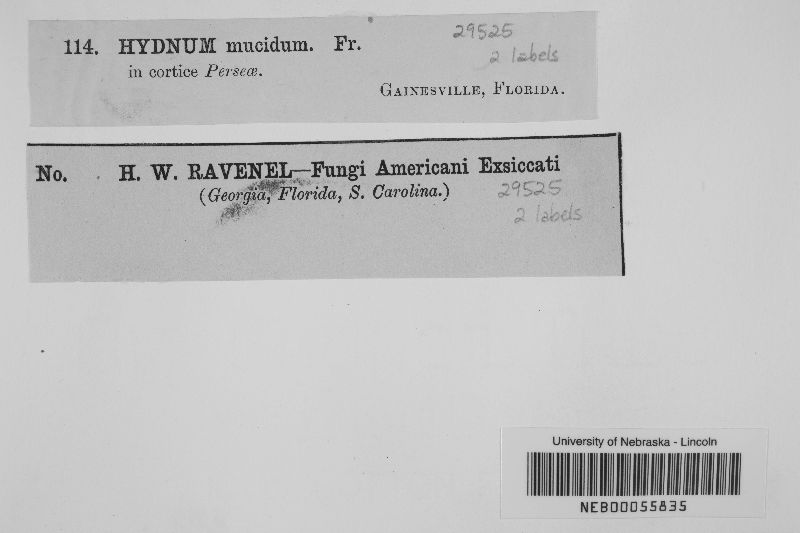 114. HYDNUM mucidum. Fr.
29525
2 labels
in cortice Perseæ.
GAINESVILLE, FLORIDA.
No. H. W. RAVENEL—Fungi Americani Exsiccati
(Georgia, Florida, S. Carolina.)
29525
2 labels
University of Nebraska - Lincoln
NEB00055835